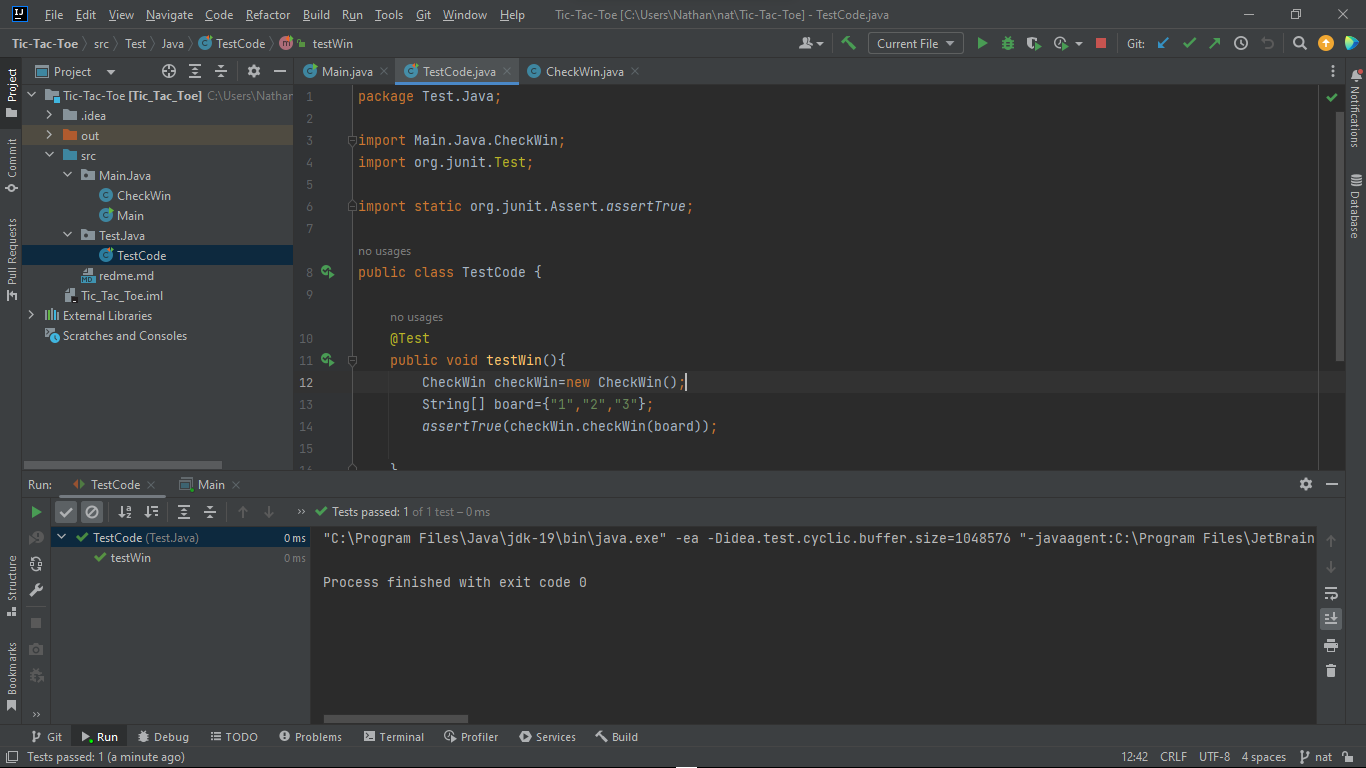 File Edit View Navigate Code Refactor Build Run Tools Git Window Help Tic-Tac-Toe [C:\Users\Nathan\nat\Tic-Tac-Toe] - TestCode.java
Tic-Tac-Toe src Test Java TestCode testWin Current File Git:
Project Main.java TestCode.java CheckWin.java
Tic-Tac-Toe [Tic_Tac_Toe] C:\Users\Nathan
.idea
out
src
Main.Java
CheckWin
Main
Test.Java
TestCode
redme.md
Tic_Tac_Toe.iml
External Libraries
Scratches and Consoles
Project
Commit
Pull Requests
Structure
Bookmarks
1 package Test.Java;
2
3 import Main.Java.CheckWin;
4 import org.junit.Test;
5
6 import static org.junit.Assert.assertTrue;
7
no usages
8 public class TestCode {
9
no usages
10 @Test
11 public void testWin(){
12 CheckWin checkWin=new CheckWin();
13 String[] board={"1","2","3"};
14 assertTrue(checkWin.checkWin(board));
15
16 }
Notifications
Database
Run: TestCode Main
Tests passed: 1 of 1 test – 0 ms
TestCode (Test.Java) 0 ms
testWin 0 ms
"C:\Program Files\Java\jdk-19\bin\java.exe" -ea -Didea.test.cyclic.buffer.size=1048576 "-javaagent:C:\Program Files\JetBrain
Process finished with exit code 0
Git Run Debug TODO Problems Terminal Profiler Services Build
Tests passed: 1 (a minute ago) 12:42 CRLF UTF-8 4 spaces nat